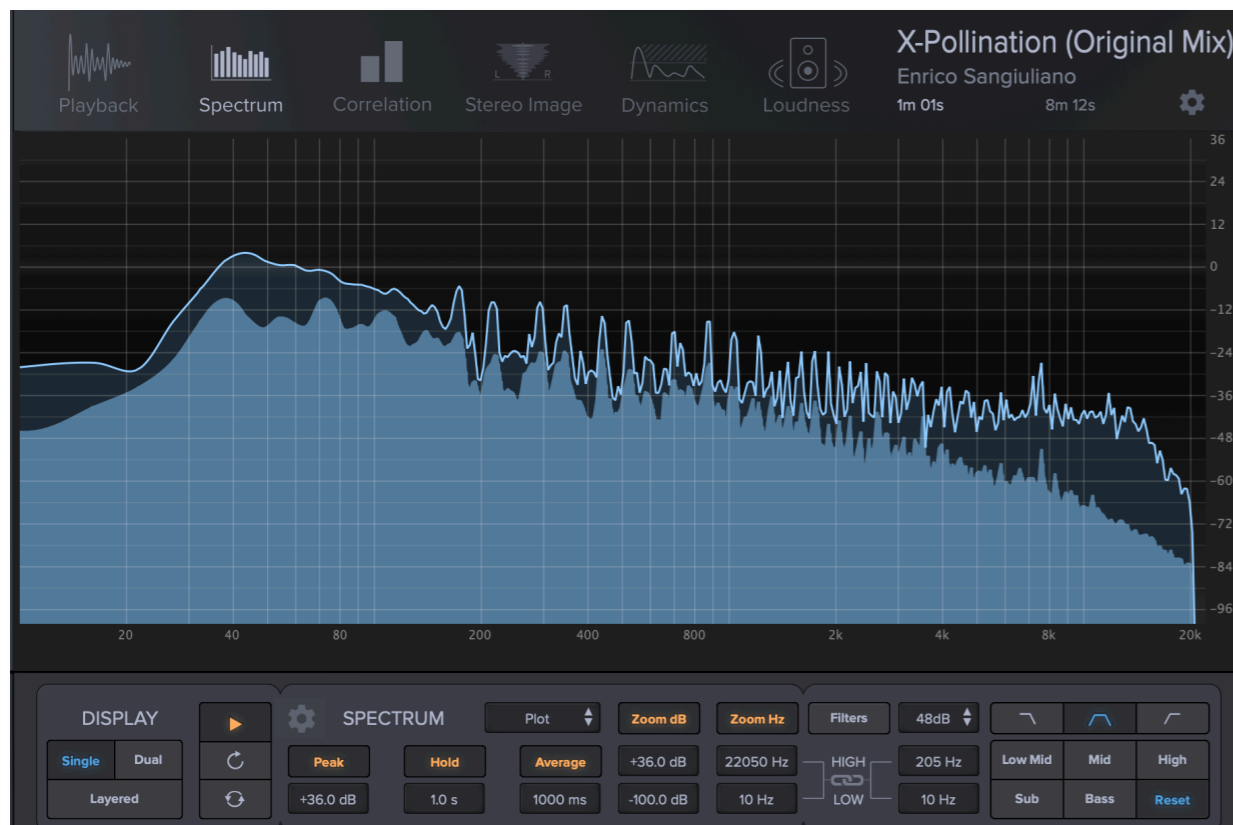 X-Pollination (Original Mix)
Enrico Sangiuliano
1m 01s 8m 12s
Playback Spectrum Correlation Stereo Image Dynamics Loudness
L R
36
24
12
0
-12
-24
-36
-48
-60
-72
-84
-96
20 40 80 200 400 800 2k 4k 8k 20k
DISPLAY
Single Dual
Layered
SPECTRUM Plot Zoom dB Zoom Hz
Peak Hold Average +36.0 dB 22050 Hz
+36.0 dB 1.0 s 1000 ms -100.0 dB 10 Hz
Filters 48dB
HIGH 205 Hz
LOW 10 Hz
Low Mid Mid High
Sub Bass Reset